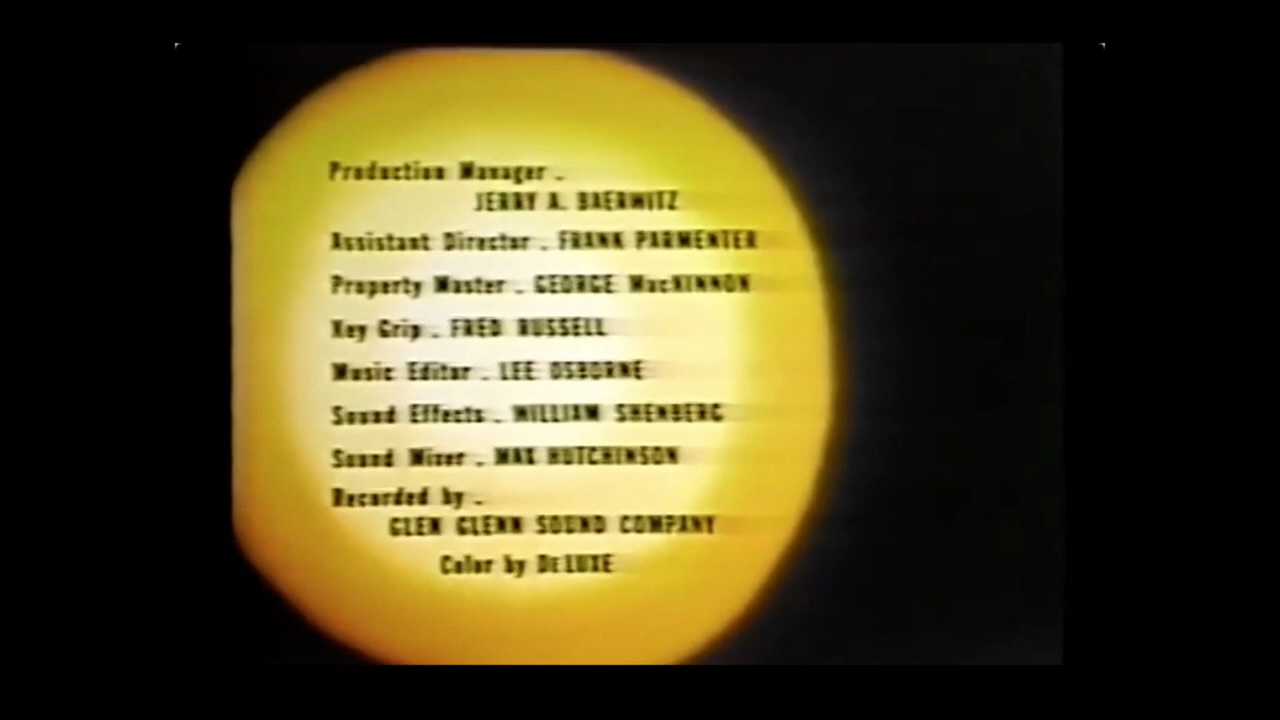 Production Manager .
JERRY A. BAERWITZ
Assistant Director . FRANK PARMENTER
Property Master . GEORGE MacKINNON
Key Grip . FRED RUSSELL
Music Editor . LEE OSBORNE
Sound Effects . WILLIAM SHENBERG
Sound Mixer . MAX HUTCHINSON
Recorded by .
GLEN GLENN SOUND COMPANY
Color by DeLUXE